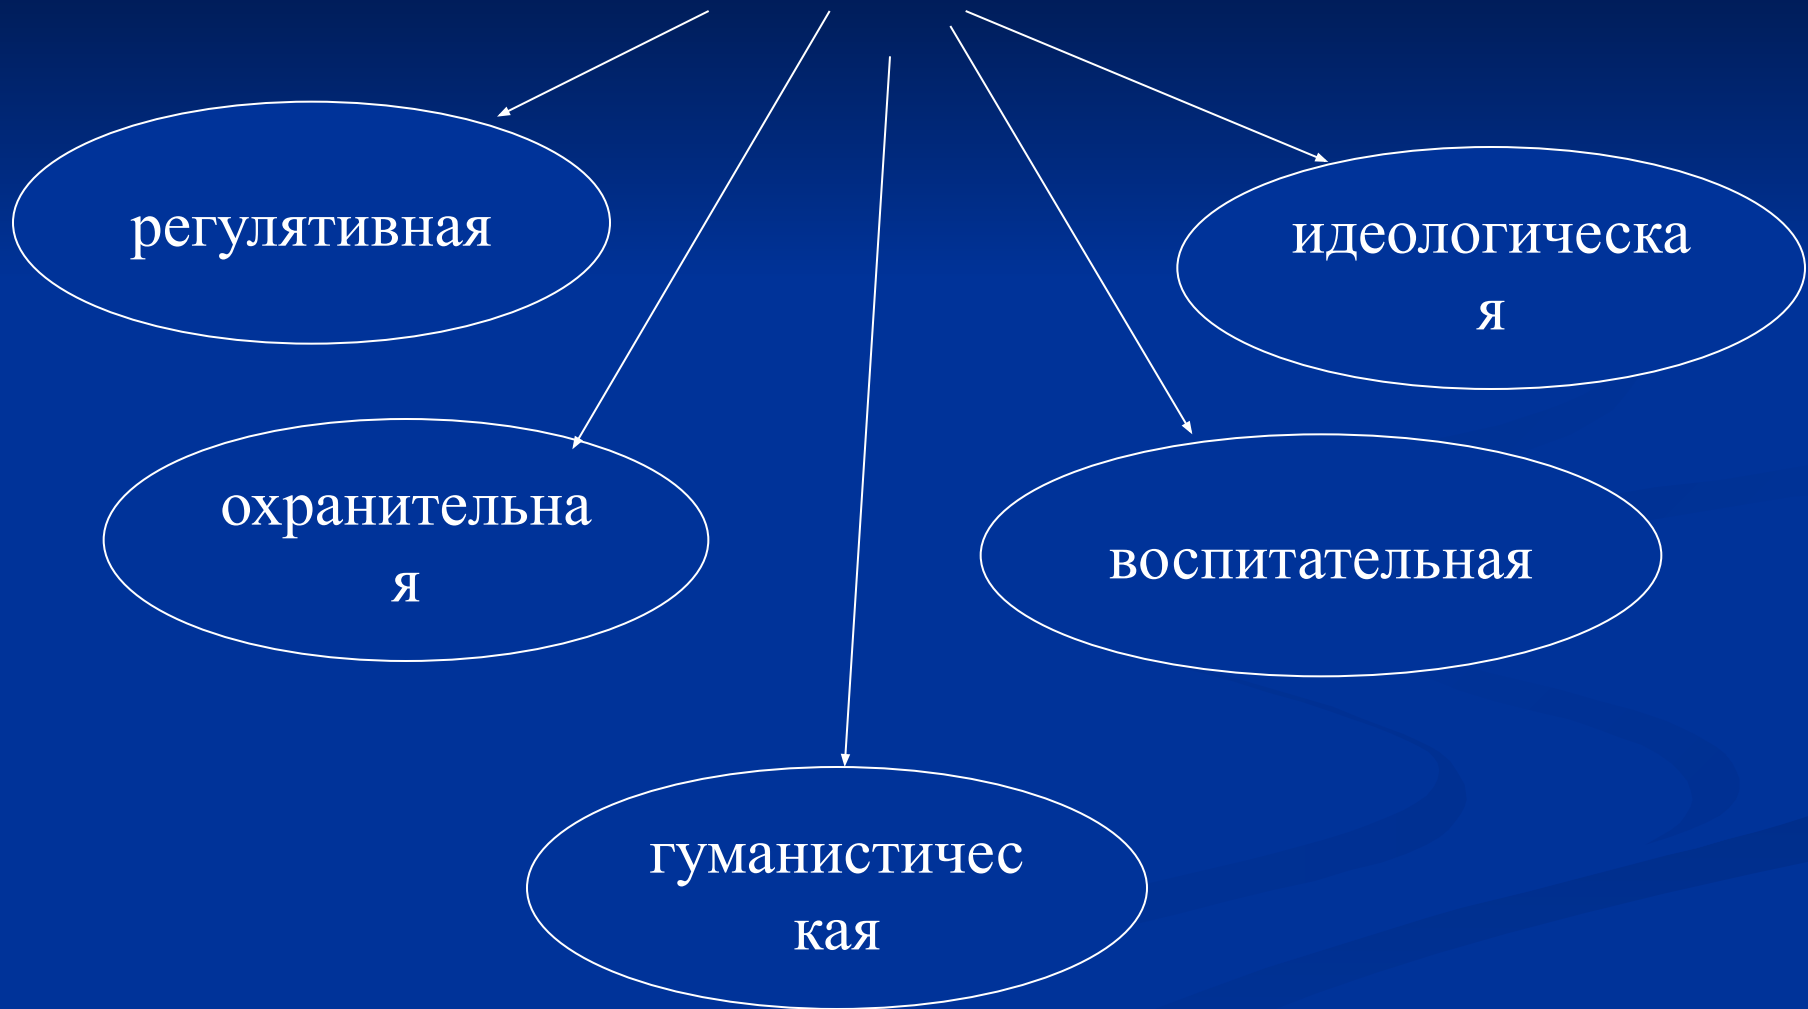 регулятивная
идеологическа
я
охранительна
я
воспитательная
гуманистичес
кая